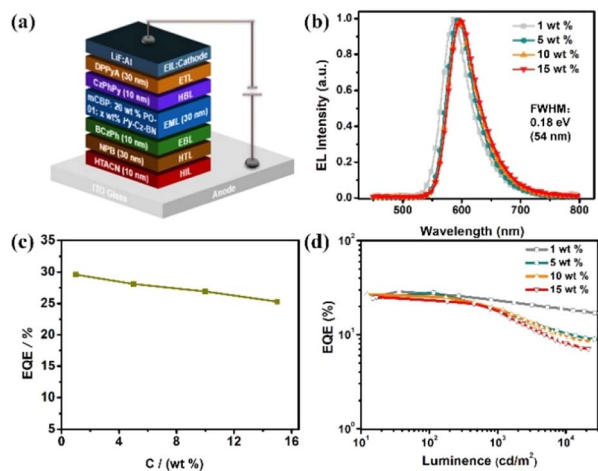 (a)
LiF:Al
EIL:Cathode
DPPyA (30 nm)
ETL
CzPhPy (10 nm)
HBL
mCBP: 20 wt % PO-
01: x wt% Py-Cz-BN
EML (30 nm)
BCzPh (10 nm)
EBL
NPB (30 nm)
HTL
HTACN (10 nm)
HIL
ITO Glass
Anode
(b)
EL Intensity (a.u.)
1.0
0.8
0.6
0.4
0.2
0.0
1 wt %
5 wt %
10 wt %
15 wt %
FWHM:
0.18 eV
(54 nm)
500 600 700 800
Wavelength (nm)
(c)
EQE / %
35
30
25
20
15
10
5
0 4 8 12 16
C / (wt %)
(d)
EQE (%)
10²
10¹
10⁰
1 wt %
5 wt %
10 wt %
15 wt %
10¹ 10² 10³ 10⁴
Luminence (cd/m²)